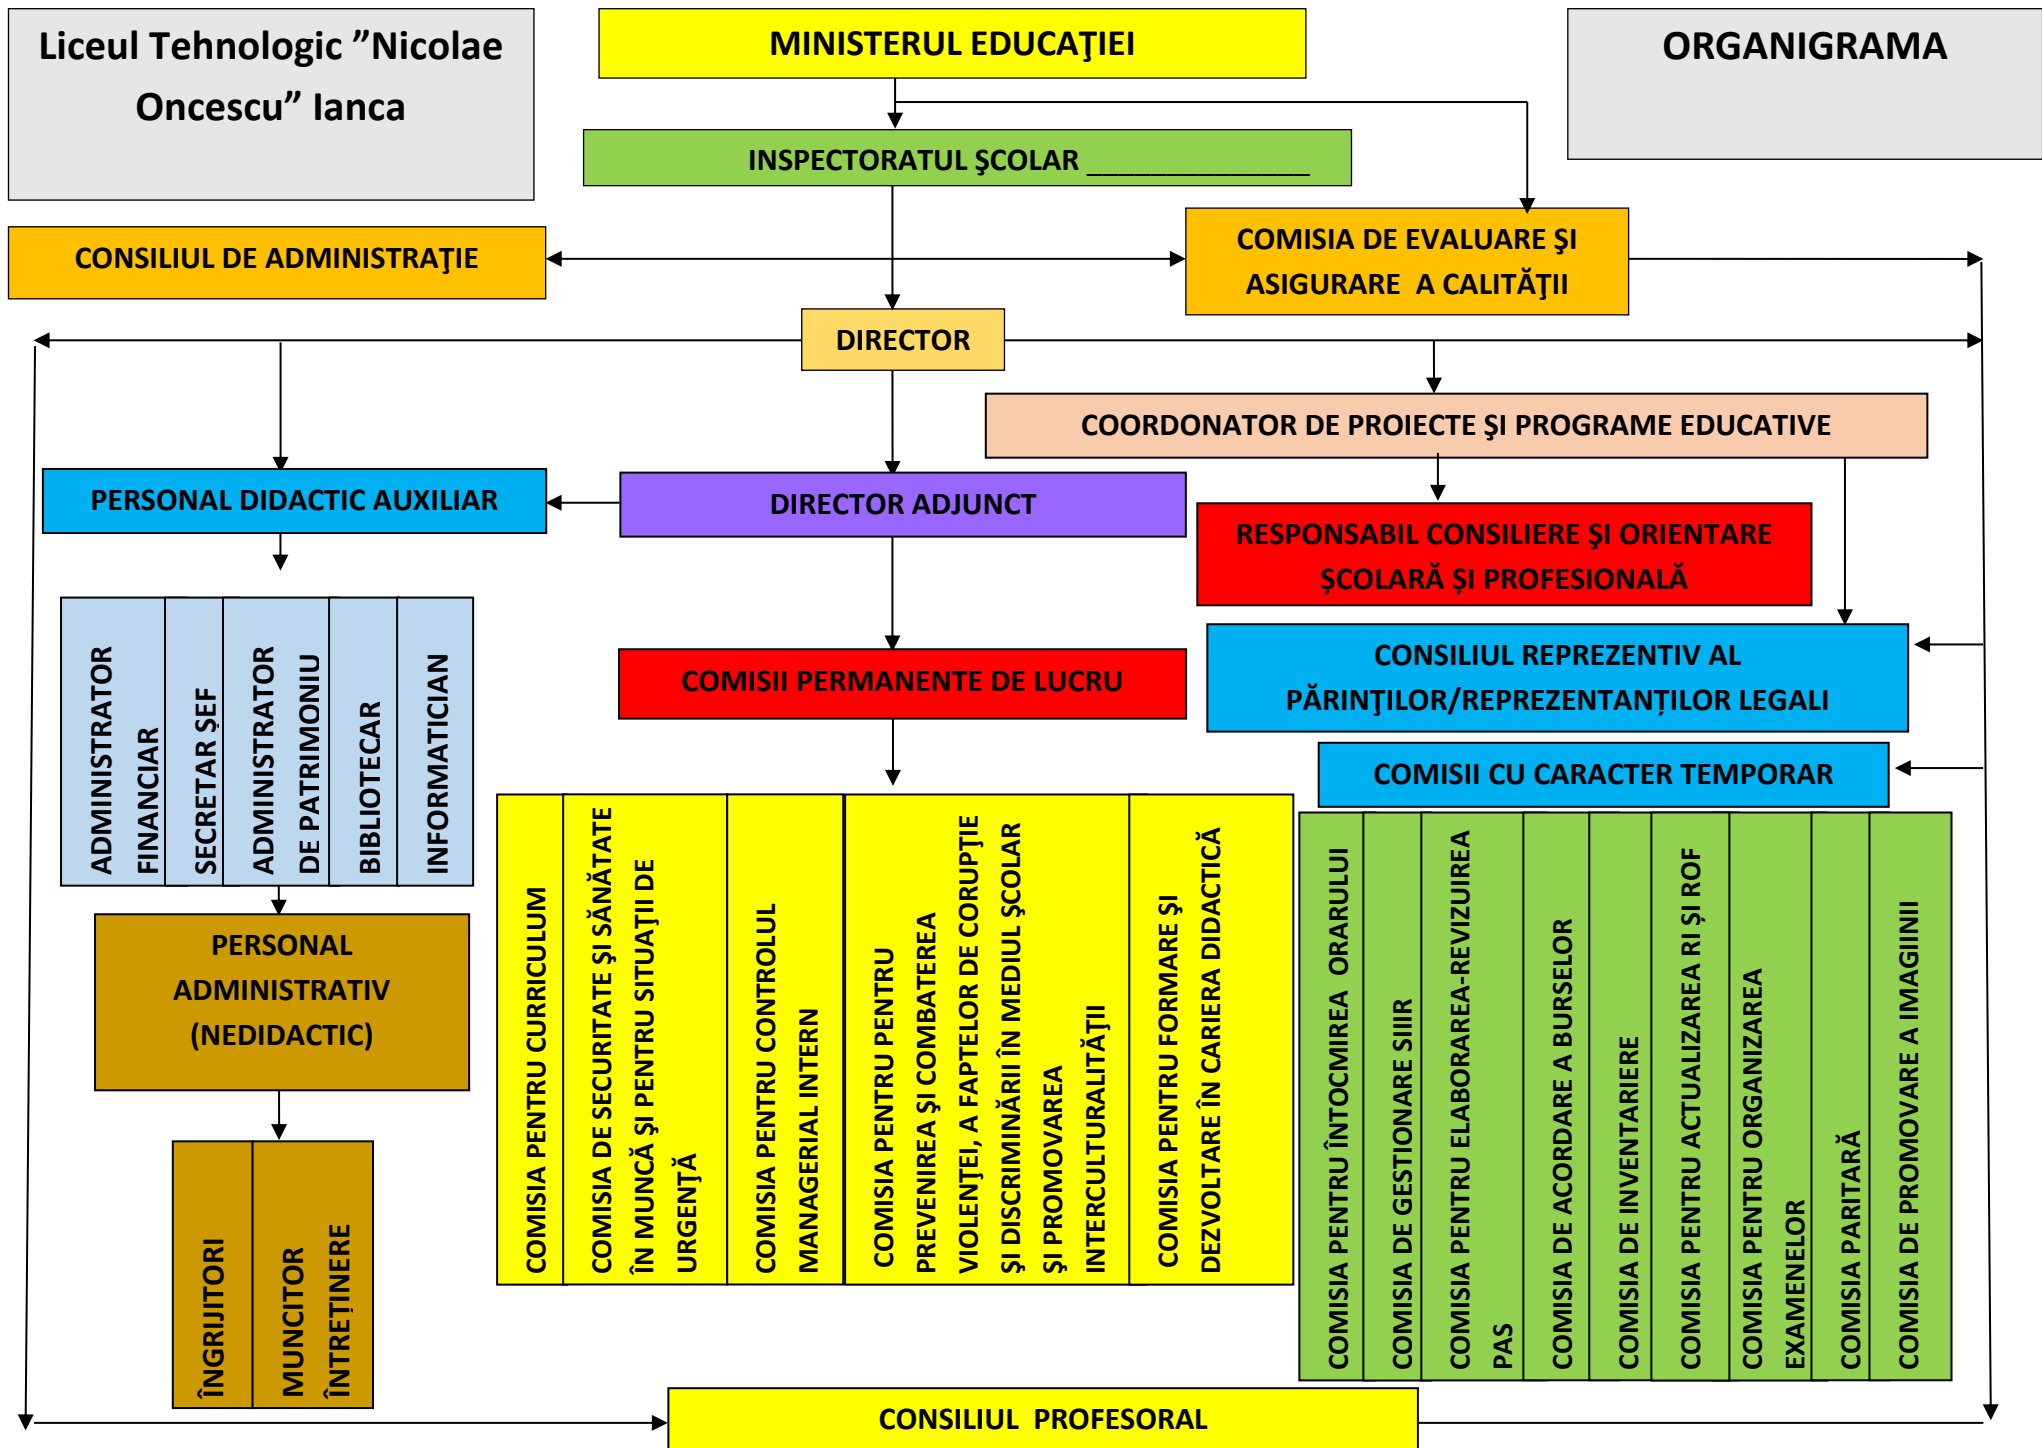 Liceul Tehnologic ”Nicolae
Oncescu” Ianca
MINISTERUL EDUCAŢIEI
ORGANIGRAMA
INSPECTORATUL ŞCOLAR ______________
CONSILIUL DE ADMINISTRAŢIE
COMISIA DE EVALUARE ŞI
ASIGURARE A CALITĂŢII
DIRECTOR
COORDONATOR DE PROIECTE ŞI PROGRAME EDUCATIVE
PERSONAL DIDACTIC AUXILIAR
DIRECTOR ADJUNCT
RESPONSABIL CONSILIERE ŞI ORIENTARE
ȘCOLARĂ ȘI PROFESIONALĂ
ADMINISTRATOR
FINANCIAR
SECRETAR ȘEF
ADMINISTRATOR
DE PATRIMONIU
BIBLIOTECAR
INFORMATICIAN
COMISII PERMANENTE DE LUCRU
CONSILIUL REPREZENTIV AL
PĂRINŢILOR/REPREZENTANȚILOR LEGALI
COMISII CU CARACTER TEMPORAR
PERSONAL
ADMINISTRATIV
(NEDIDACTIC)
ÎNGRIJITORI
MUNCITOR
ÎNTREȚINERE
COMISIA PENTRU CURRICULUM
COMISIA DE SECURITATE ŞI SĂNĂTATE
ÎN MUNCĂ ŞI PENTRU SITUAŢII DE
URGENŢĂ
COMISIA PENTRU CONTROLUL
MANAGERIAL INTERN
COMISIA PENTRU PENTRU
PREVENIREA ŞI COMBATEREA
VIOLENŢEI, A FAPTELOR DE CORUPŢIE
ŞI DISCRIMINĂRII ÎN MEDIUL ŞCOLAR
ŞI PROMOVAREA
INTERCULTURALITĂŢII
COMISIA PENTRU FORMARE ŞI
DEZVOLTARE ÎN CARIERA DIDACTICĂ
COMISIA PENTRU ÎNTOCMIREA ORARULUI
COMISIA DE GESTIONARE SIIIR
COMISIA PENTRU ELABORAREA-REVIZUIREA
PAS
COMISIA DE ACORDARE A BURSELOR
COMISIA DE INVENTARIERE
COMISIA PENTRU ACTUALIZAREA RI ȘI ROF
COMISIA PENTRU ORGANIZAREA
EXAMENELOR
COMISIA PARITARĂ
COMISIA DE PROMOVARE A IMAGIINII
CONSILIUL PROFESORAL